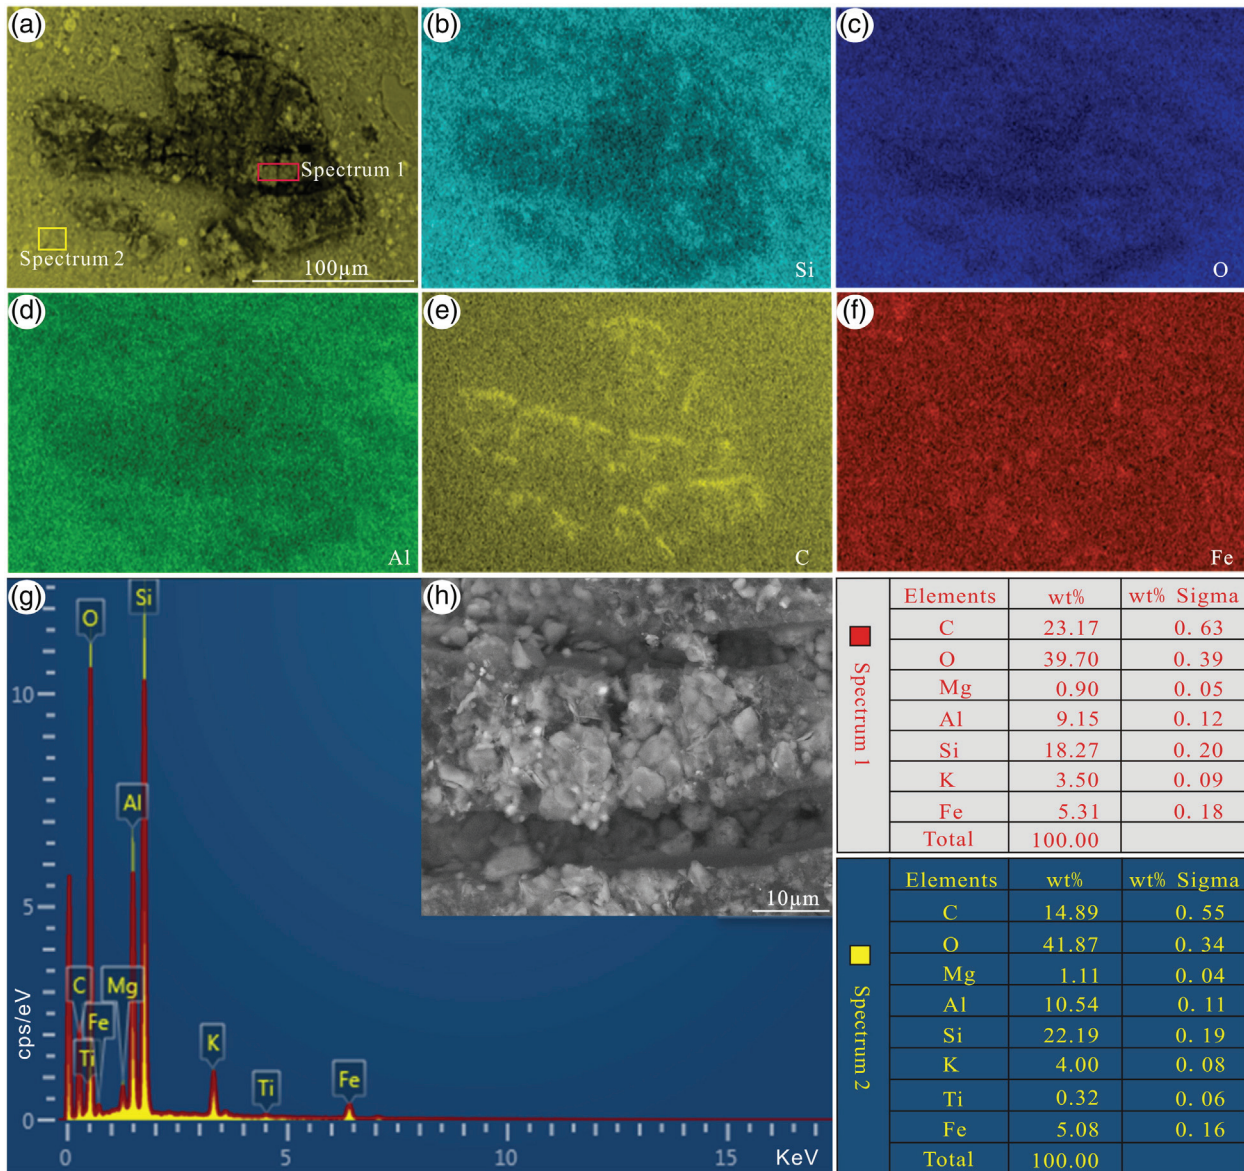 (a)
Spectrum 1
Spectrum 2
100μm
(b)
Si
(c)
O
(d)
Al
(e)
C
(f)
Fe
(g)
Si
O
Al
C
Mg
Fe
Ti
K
Ti
Fe
10
5
0
cps/eV
0
5
10
15
KeV
(h)
10μm
Spectrum 1
Elements wt% wt% Sigma
C 23.17 0.63
O 39.70 0.39
Mg 0.90 0.05
Al 9.15 0.12
Si 18.27 0.20
K 3.50 0.09
Fe 5.31 0.18
Total 100.00
Spectrum 2
Elements wt% wt% Sigma
C 14.89 0.55
O 41.87 0.34
Mg 1.11 0.04
Al 10.54 0.11
Si 22.19 0.19
K 4.00 0.08
Ti 0.32 0.06
Fe 5.08 0.16
Total 100.00